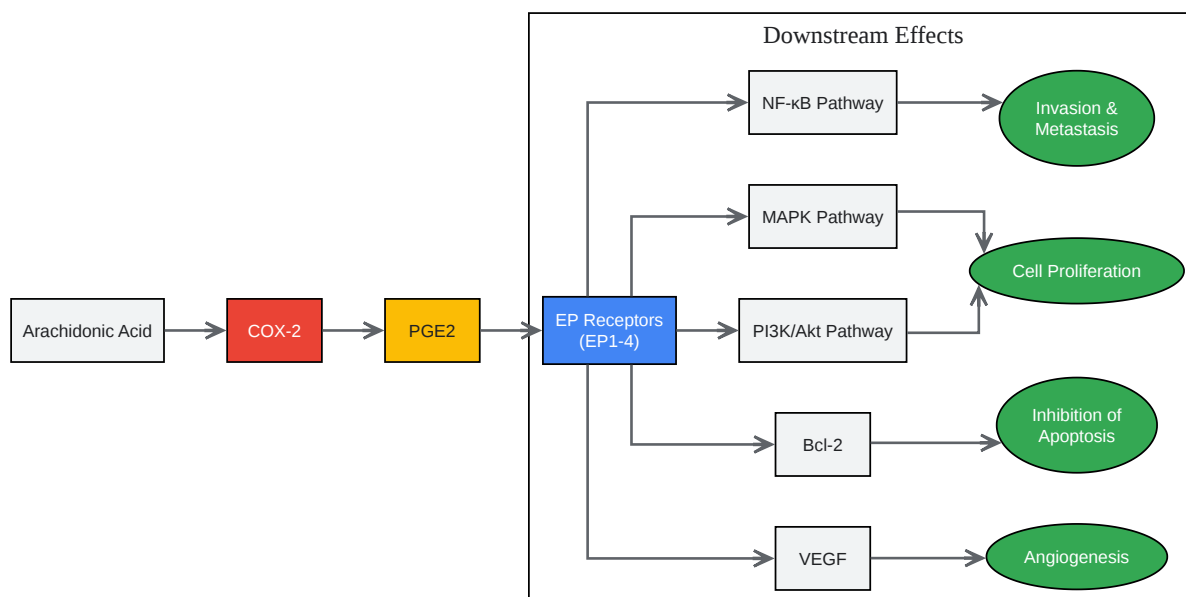 Downstream Effects
NF-κB Pathway
Invasion &
Metastasis
MAPK Pathway
Cell Proliferation
Arachidonic Acid
COX-2
PGE2
EP Receptors
(EP1-4)
PI3K/Akt Pathway
Inhibition of
Apoptosis
Bcl-2
VEGF
Angiogenesis